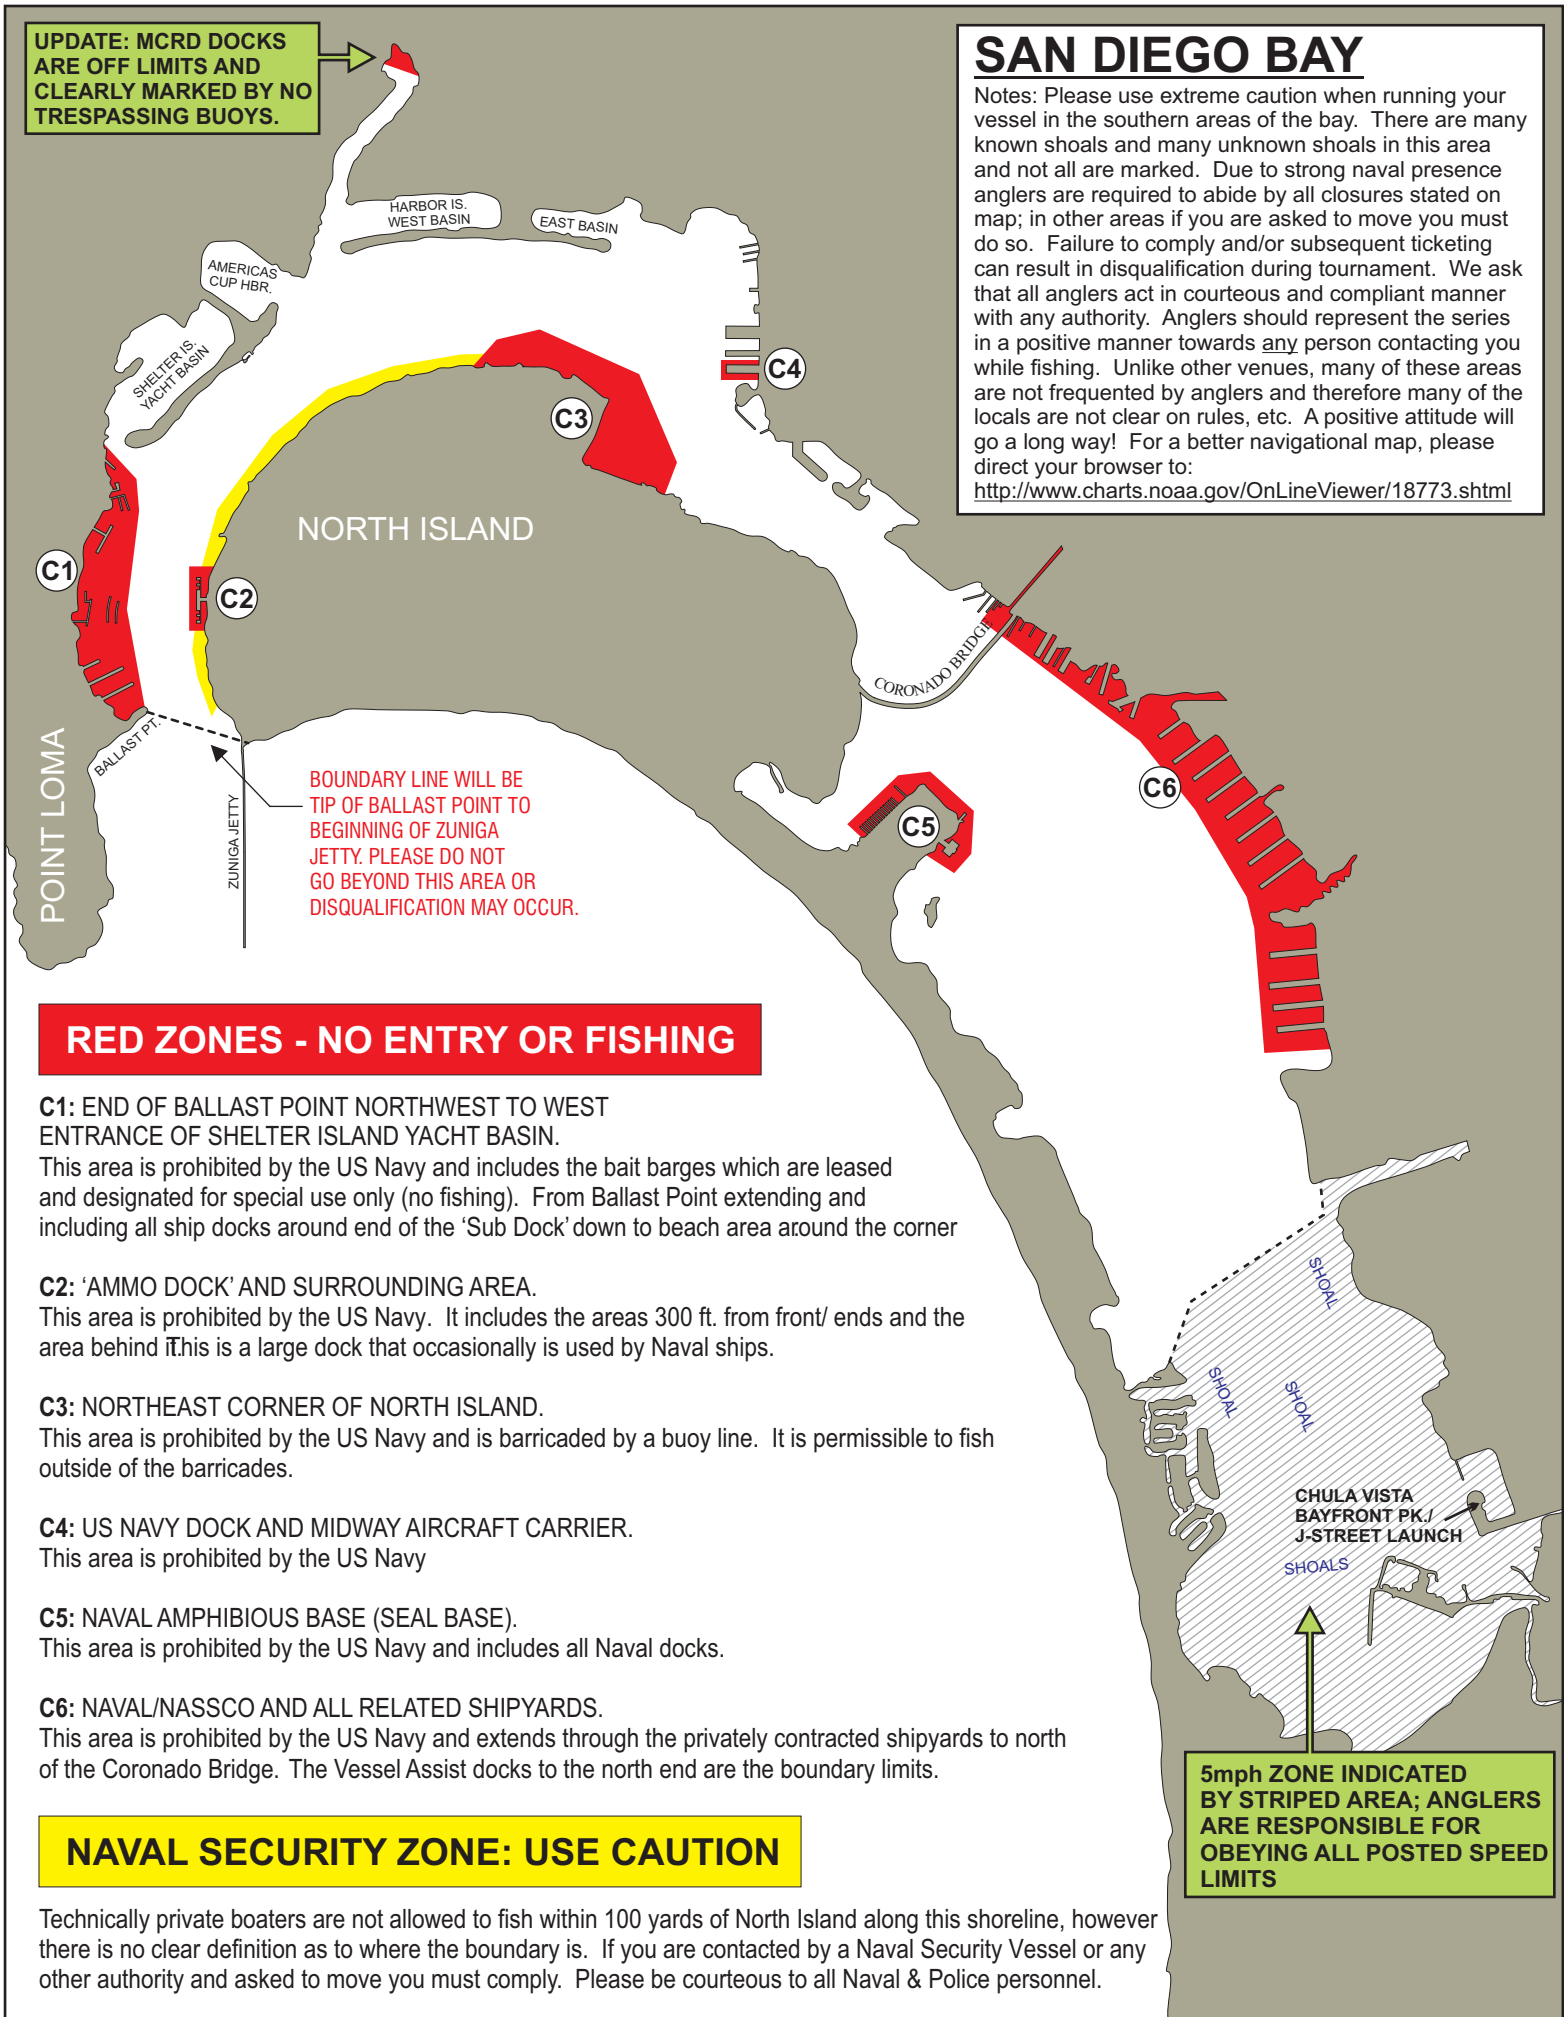 UPDATE: MCRD DOCKS
ARE OFF LIMITS AND
CLEARLY MARKED BY NO
TRESPASSING BUOYS.
SAN DIEGO BAY
Notes: Please use extreme caution when running your
vessel in the southern areas of the bay. There are many
known shoals and many unknown shoals in this area
and not all are marked. Due to strong naval presence
anglers are required to abide by all closures stated on
map; in other areas if you are asked to move you must
do so. Failure to comply and/or subsequent ticketing
can result in disqualification during tournament. We ask
that all anglers act in courteous and compliant manner
with any authority. Anglers should represent the series
in a positive manner towards any person contacting you
while fishing. Unlike other venues, many of these areas
are not frequented by anglers and therefore many of the
locals are not clear on rules, etc. A positive attitude will
go a long way! For a better navigational map, please
direct your browser to:
http://www.charts.noaa.gov/OnLineViewer/18773.shtml
HARBOR IS.
WEST BASIN
EAST BASIN
AMERICAS
CUP HBR.
SHELTER IS.
YACHT BASIN
C4
C3
NORTH ISLAND
C1
C2
CORONADO BRIDGE
BALLAST PT.
POINT LOMA
ZUNIGA JETTY
BOUNDARY LINE WILL BE
TIP OF BALLAST POINT TO
BEGINNING OF ZUNIGA
JETTY. PLEASE DO NOT
GO BEYOND THIS AREA OR
DISQUALIFICATION MAY OCCUR.
C6
C5
RED ZONES - NO ENTRY OR FISHING
C1: END OF BALLAST POINT NORTHWEST TO WEST
ENTRANCE OF SHELTER ISLAND YACHT BASIN.
This area is prohibited by the US Navy and includes the bait barges which are leased
and designated for special use only (no fishing). From Ballast Point extending and
including all ship docks around end of the ‘Sub Dock’ down to beach area around the corner
C2: ‘AMMO DOCK’ AND SURROUNDING AREA.
This area is prohibited by the US Navy. It includes the areas 300 ft. from front/ ends and the
area behind it. This is a large dock that occasionally is used by Naval ships.
C3: NORTHEAST CORNER OF NORTH ISLAND.
This area is prohibited by the US Navy and is barricaded by a buoy line. It is permissible to fish
outside of the barricades.
C4: US NAVY DOCK AND MIDWAY AIRCRAFT CARRIER.
This area is prohibited by the US Navy
C5: NAVAL AMPHIBIOUS BASE (SEAL BASE).
This area is prohibited by the US Navy and includes all Naval docks.
C6: NAVAL/NASSCO AND ALL RELATED SHIPYARDS.
This area is prohibited by the US Navy and extends through the privately contracted shipyards to north
of the Coronado Bridge. The Vessel Assist docks to the north end are the boundary limits.
SHOAL
SHOAL
SHOAL
CHULA VISTA
BAYFRONT PK./
J-STREET LAUNCH
SHOALS
5mph ZONE INDICATED
BY STRIPED AREA; ANGLERS
ARE RESPONSIBLE FOR
OBEYING ALL POSTED SPEED
LIMITS
NAVAL SECURITY ZONE: USE CAUTION
Technically private boaters are not allowed to fish within 100 yards of North Island along this shoreline, however
there is no clear definition as to where the boundary is. If you are contacted by a Naval Security Vessel or any
other authority and asked to move you must comply. Please be courteous to all Naval & Police personnel.